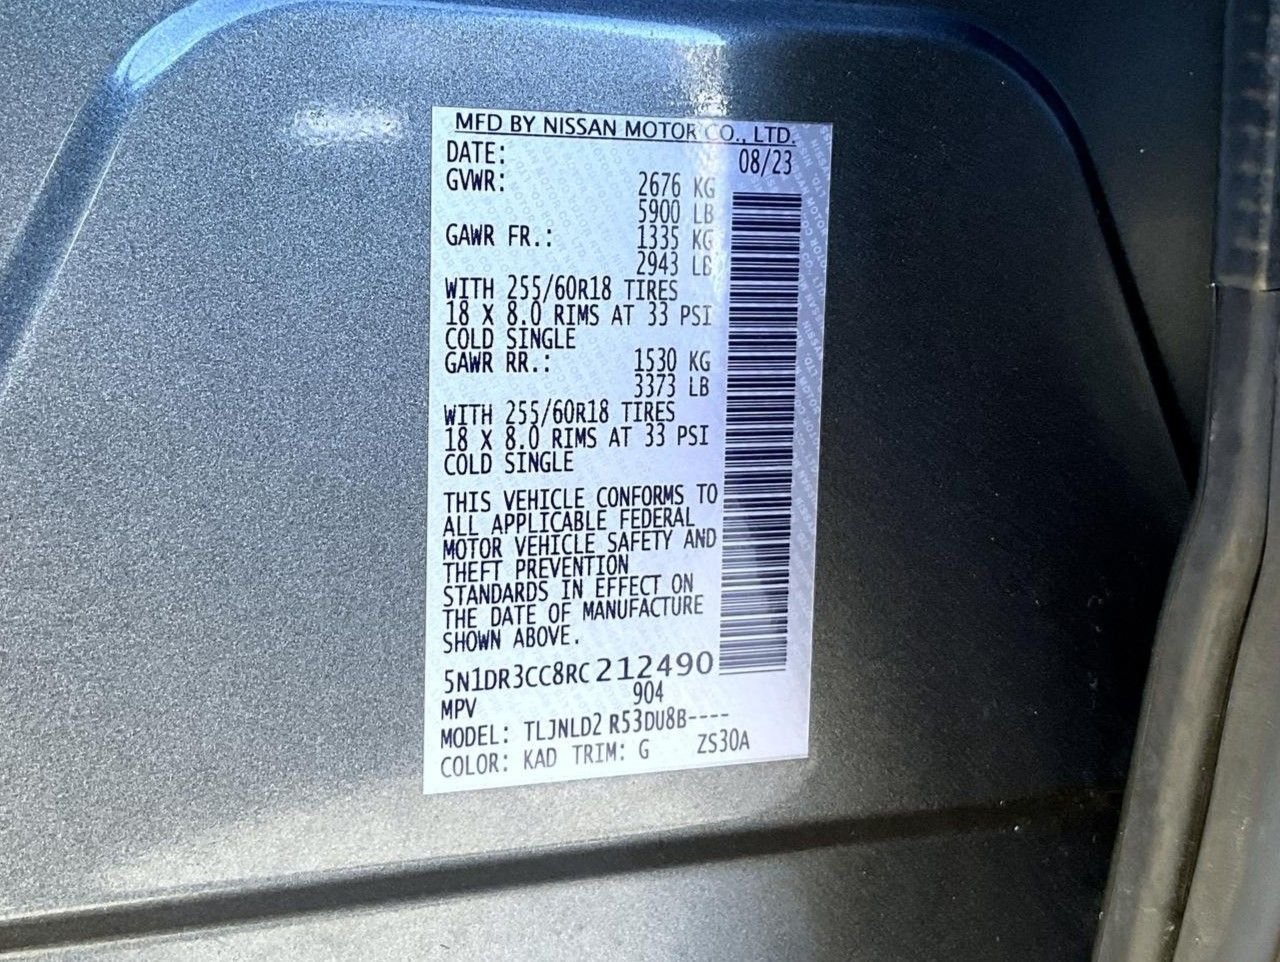 MFD BY NISSAN MOTOR CO., LTD.
DATE: 08/23
GVWR: 2676 KG
5900 LB
GAWR FR.: 1335 KG
2943 LB
WITH 255/60R18 TIRES
18 X 8.0 RIMS AT 33 PSI
COLD SINGLE
GAWR RR.: 1530 KG
3373 LB
WITH 255/60R18 TIRES
18 X 8.0 RIMS AT 33 PSI
COLD SINGLE
THIS VEHICLE CONFORMS TO
ALL APPLICABLE FEDERAL
MOTOR VEHICLE SAFETY AND
THEFT PREVENTION
STANDARDS IN EFFECT ON
THE DATE OF MANUFACTURE
SHOWN ABOVE.
5N1DR3CC8RC212490
MPV 904
MODEL: TLJNLD2 R53DU8B----
COLOR: KAD TRIM: G ZS30A